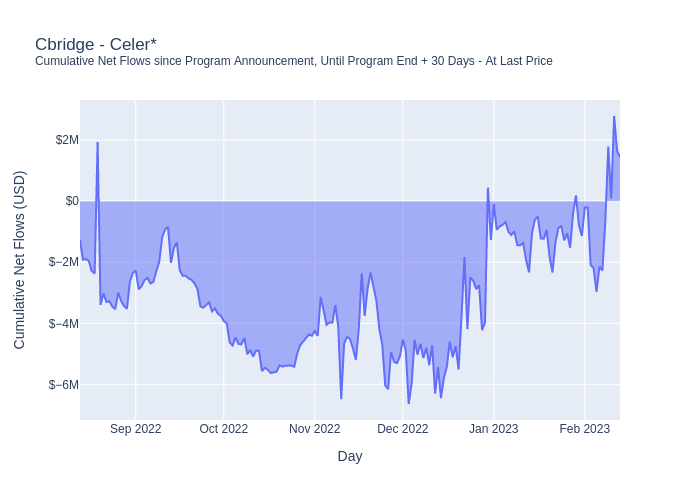 Cbridge - Celer*
Cumulative Net Flows since Program Announcement, Until Program End + 30 Days - At Last Price
Cumulative Net Flows (USD)
$2M
$0
$−2M
$−4M
$−6M
Sep 2022
Oct 2022
Nov 2022
Dec 2022
Jan 2023
Feb 2023
Day